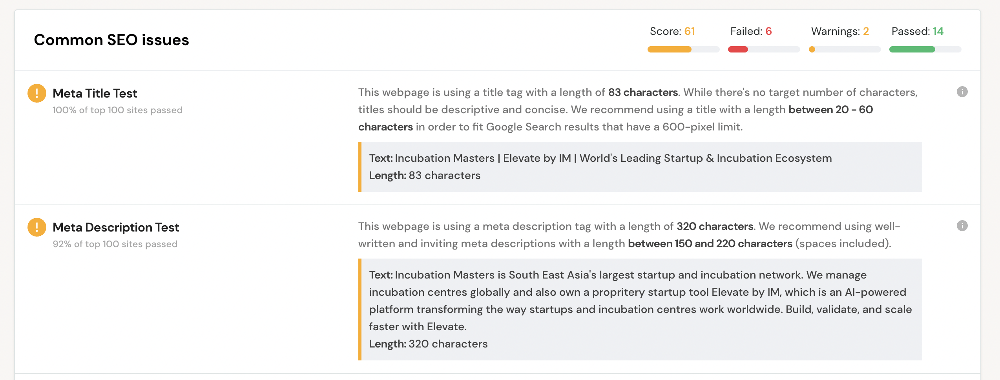 Common SEO issues
Score: 61
Failed: 6
Warnings: 2
Passed: 14
!
Meta Title Test
100% of top 100 sites passed
This webpage is using a title tag with a length of 83 characters. While there's no target number of characters,
titles should be descriptive and concise. We recommend using a title with a length between 20 - 60
characters in order to fit Google Search results that have a 600-pixel limit.
i
Text: Incubation Masters | Elevate by IM | World's Leading Startup & Incubation Ecosystem
Length: 83 characters
!
Meta Description Test
92% of top 100 sites passed
This webpage is using a meta description tag with a length of 320 characters. We recommend using well-
written and inviting meta descriptions with a length between 150 and 220 characters (spaces included).
i
Text: Incubation Masters is South East Asia's largest startup and incubation network. We manage
incubation centres globally and also own a propritery startup tool Elevate by IM, which is an AI-powered
platform transforming the way startups and incubation centres work worldwide. Build, validate, and scale
faster with Elevate.
Length: 320 characters